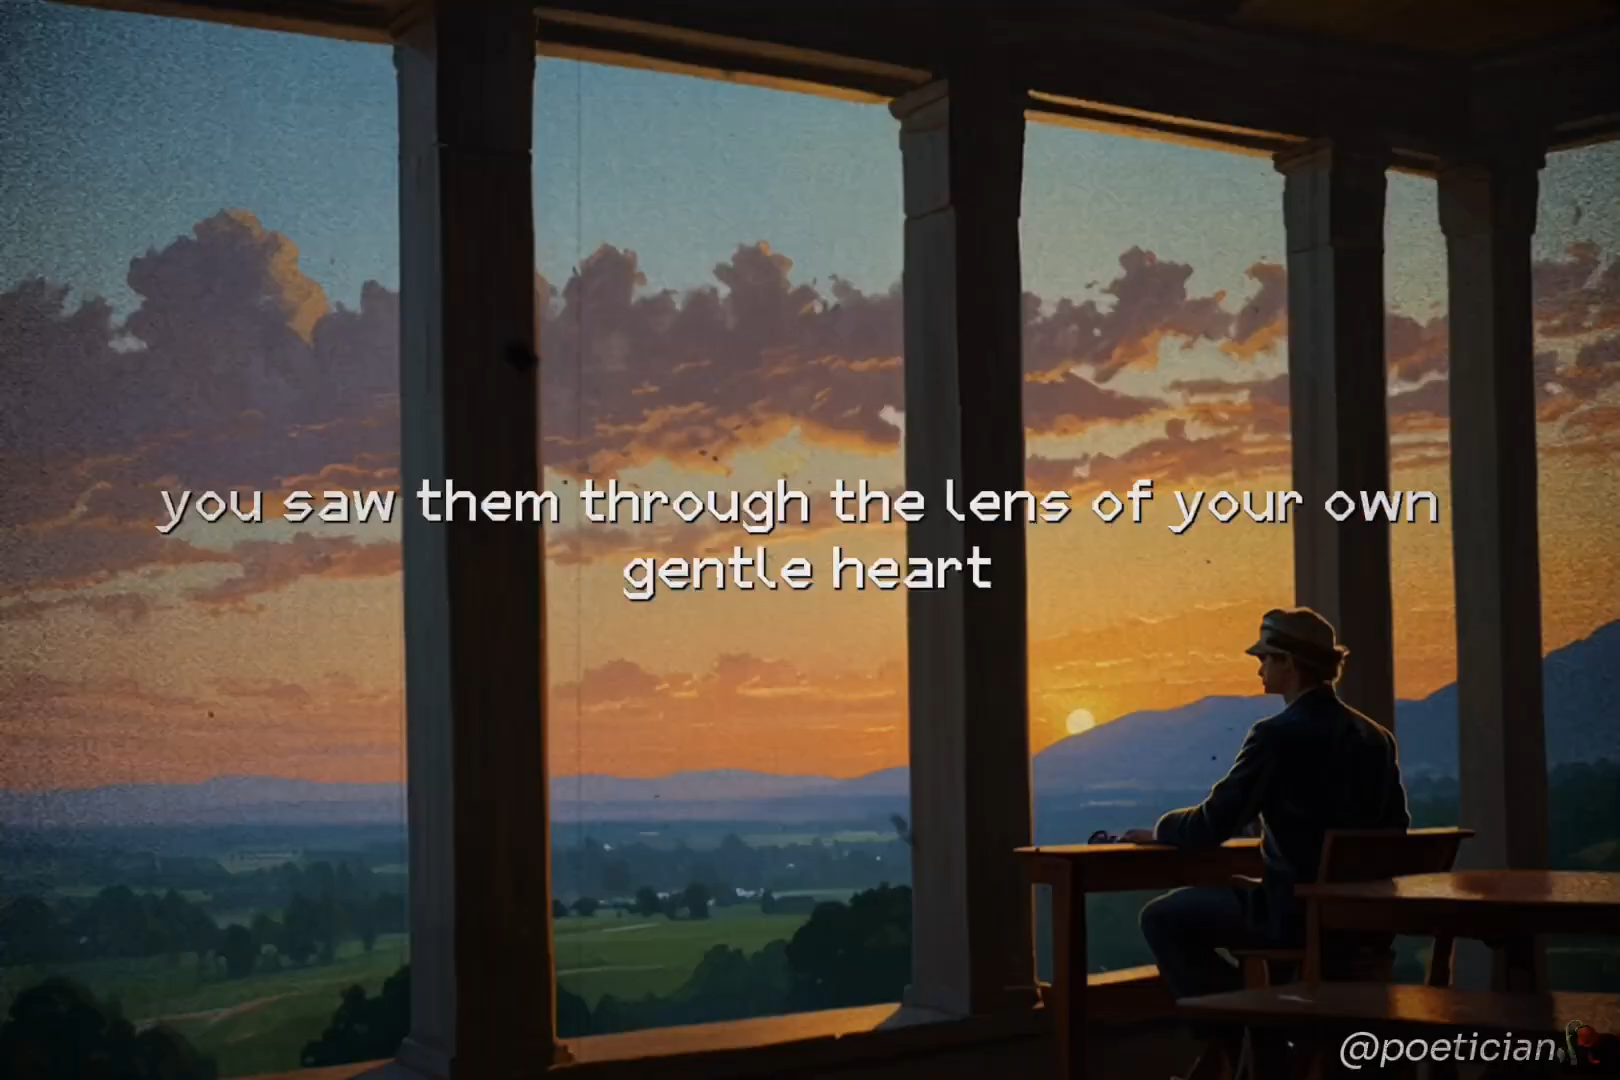 you saw them through the lens of your own
gentle heart
@poetician